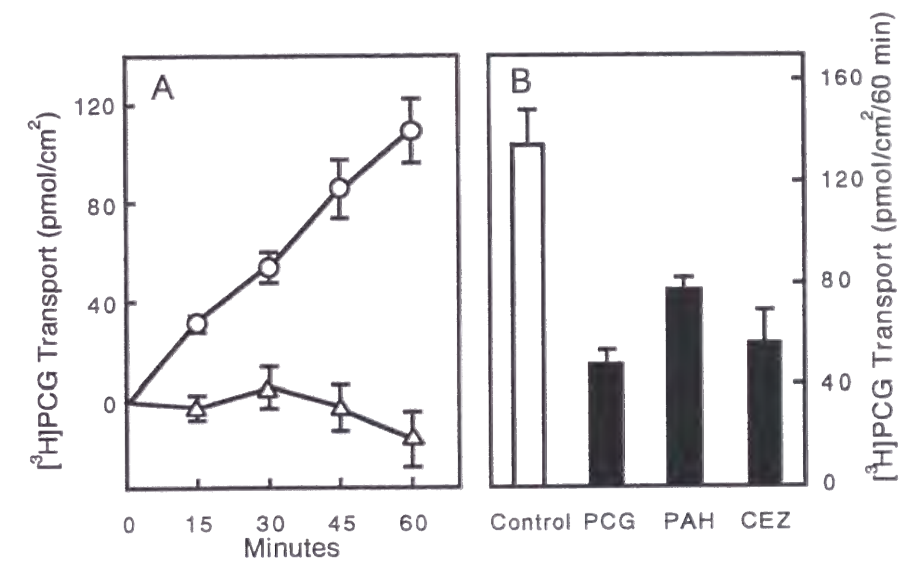 A
[³H]PCG Transport (pmol/cm²)
120
80
40
0
0 15 30 45 60
Minutes
B
160
120
80
40
0
[³H]PCG Transport (pmol/cm²/60 min)
Control PCG PAH CEZ